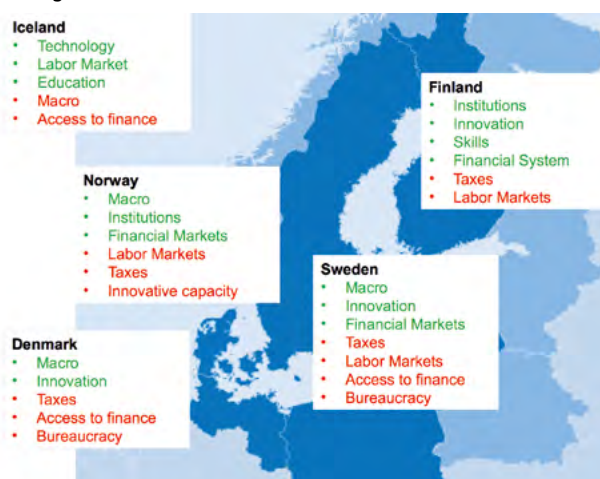 Iceland
• Technology
• Labor Market
• Education
• Macro
• Access to finance
Finland
• Institutions
• Innovation
• Skills
• Financial System
• Taxes
• Labor Markets
Norway
• Macro
• Institutions
• Financial Markets
• Labor Markets
• Taxes
• Innovative capacity
Sweden
• Macro
• Innovation
• Financial Markets
• Taxes
• Labor Markets
• Access to finance
• Bureaucracy
Denmark
• Macro
• Innovation
• Taxes
• Access to finance
• Bureaucracy